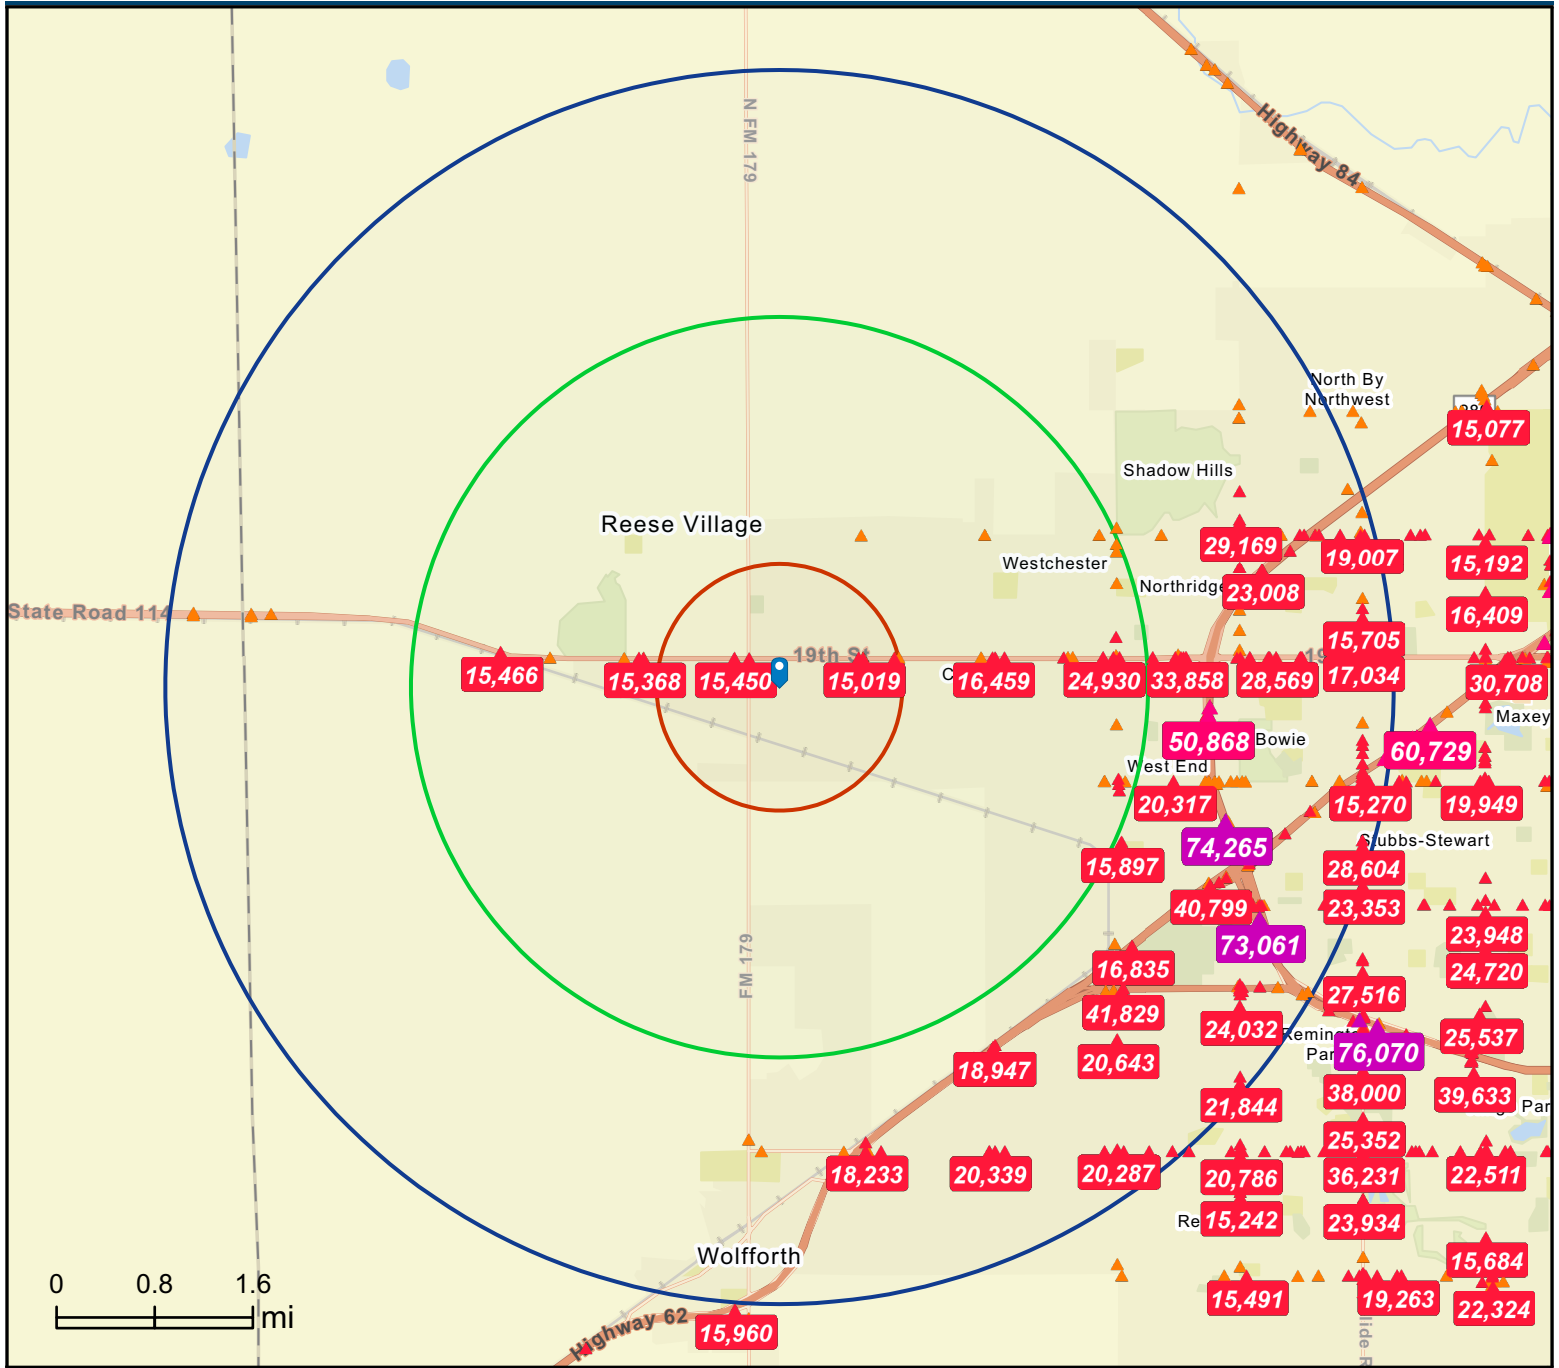 N FM 179
Highway 84
North By
Northwest
15,077
Shadow Hills
Reese Village
29,169
19,007
15,192
Westchester
Northridge
23,008
16,409
State Road 114
15,705
19th St
15,466
15,368
15,450
15,019
16,459
24,930
33,858
28,569
17,034
30,708
Maxey
50,868
Bowie
60,729
West End
20,317
15,270
19,949
74,265
Stubbs-Stewart
15,897
28,604
40,799
23,353
73,061
23,948
FM 179
16,835
24,720
27,516
41,829
24,032
25,537
20,643
76,070
18,947
38,000
39,633
21,844
25,352
18,233
20,339
20,287
20,786
36,231
22,511
15,242
23,934
Wolfforth
15,684
0 0.8 1.6
mi
15,491
19,263
22,324
Highway 62
15,960